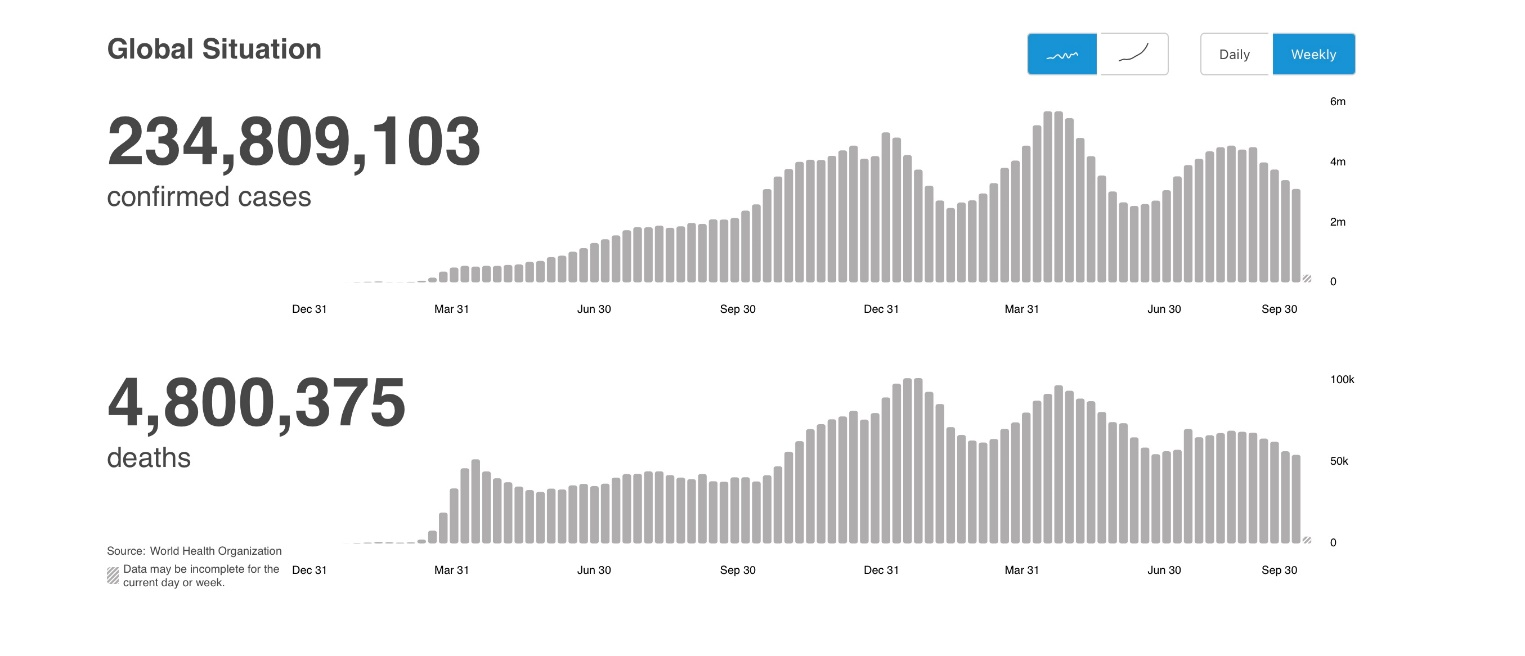 Global Situation
Daily
Weekly
234,809,103
confirmed cases
6m
4m
2m
0
Dec 31
Mar 31
Jun 30
Sep 30
Dec 31
Mar 31
Jun 30
Sep 30
4,800,375
deaths
100k
50k
0
Source: World Health Organization
Data may be incomplete for the
current day or week.
Dec 31
Mar 31
Jun 30
Sep 30
Dec 31
Mar 31
Jun 30
Sep 30